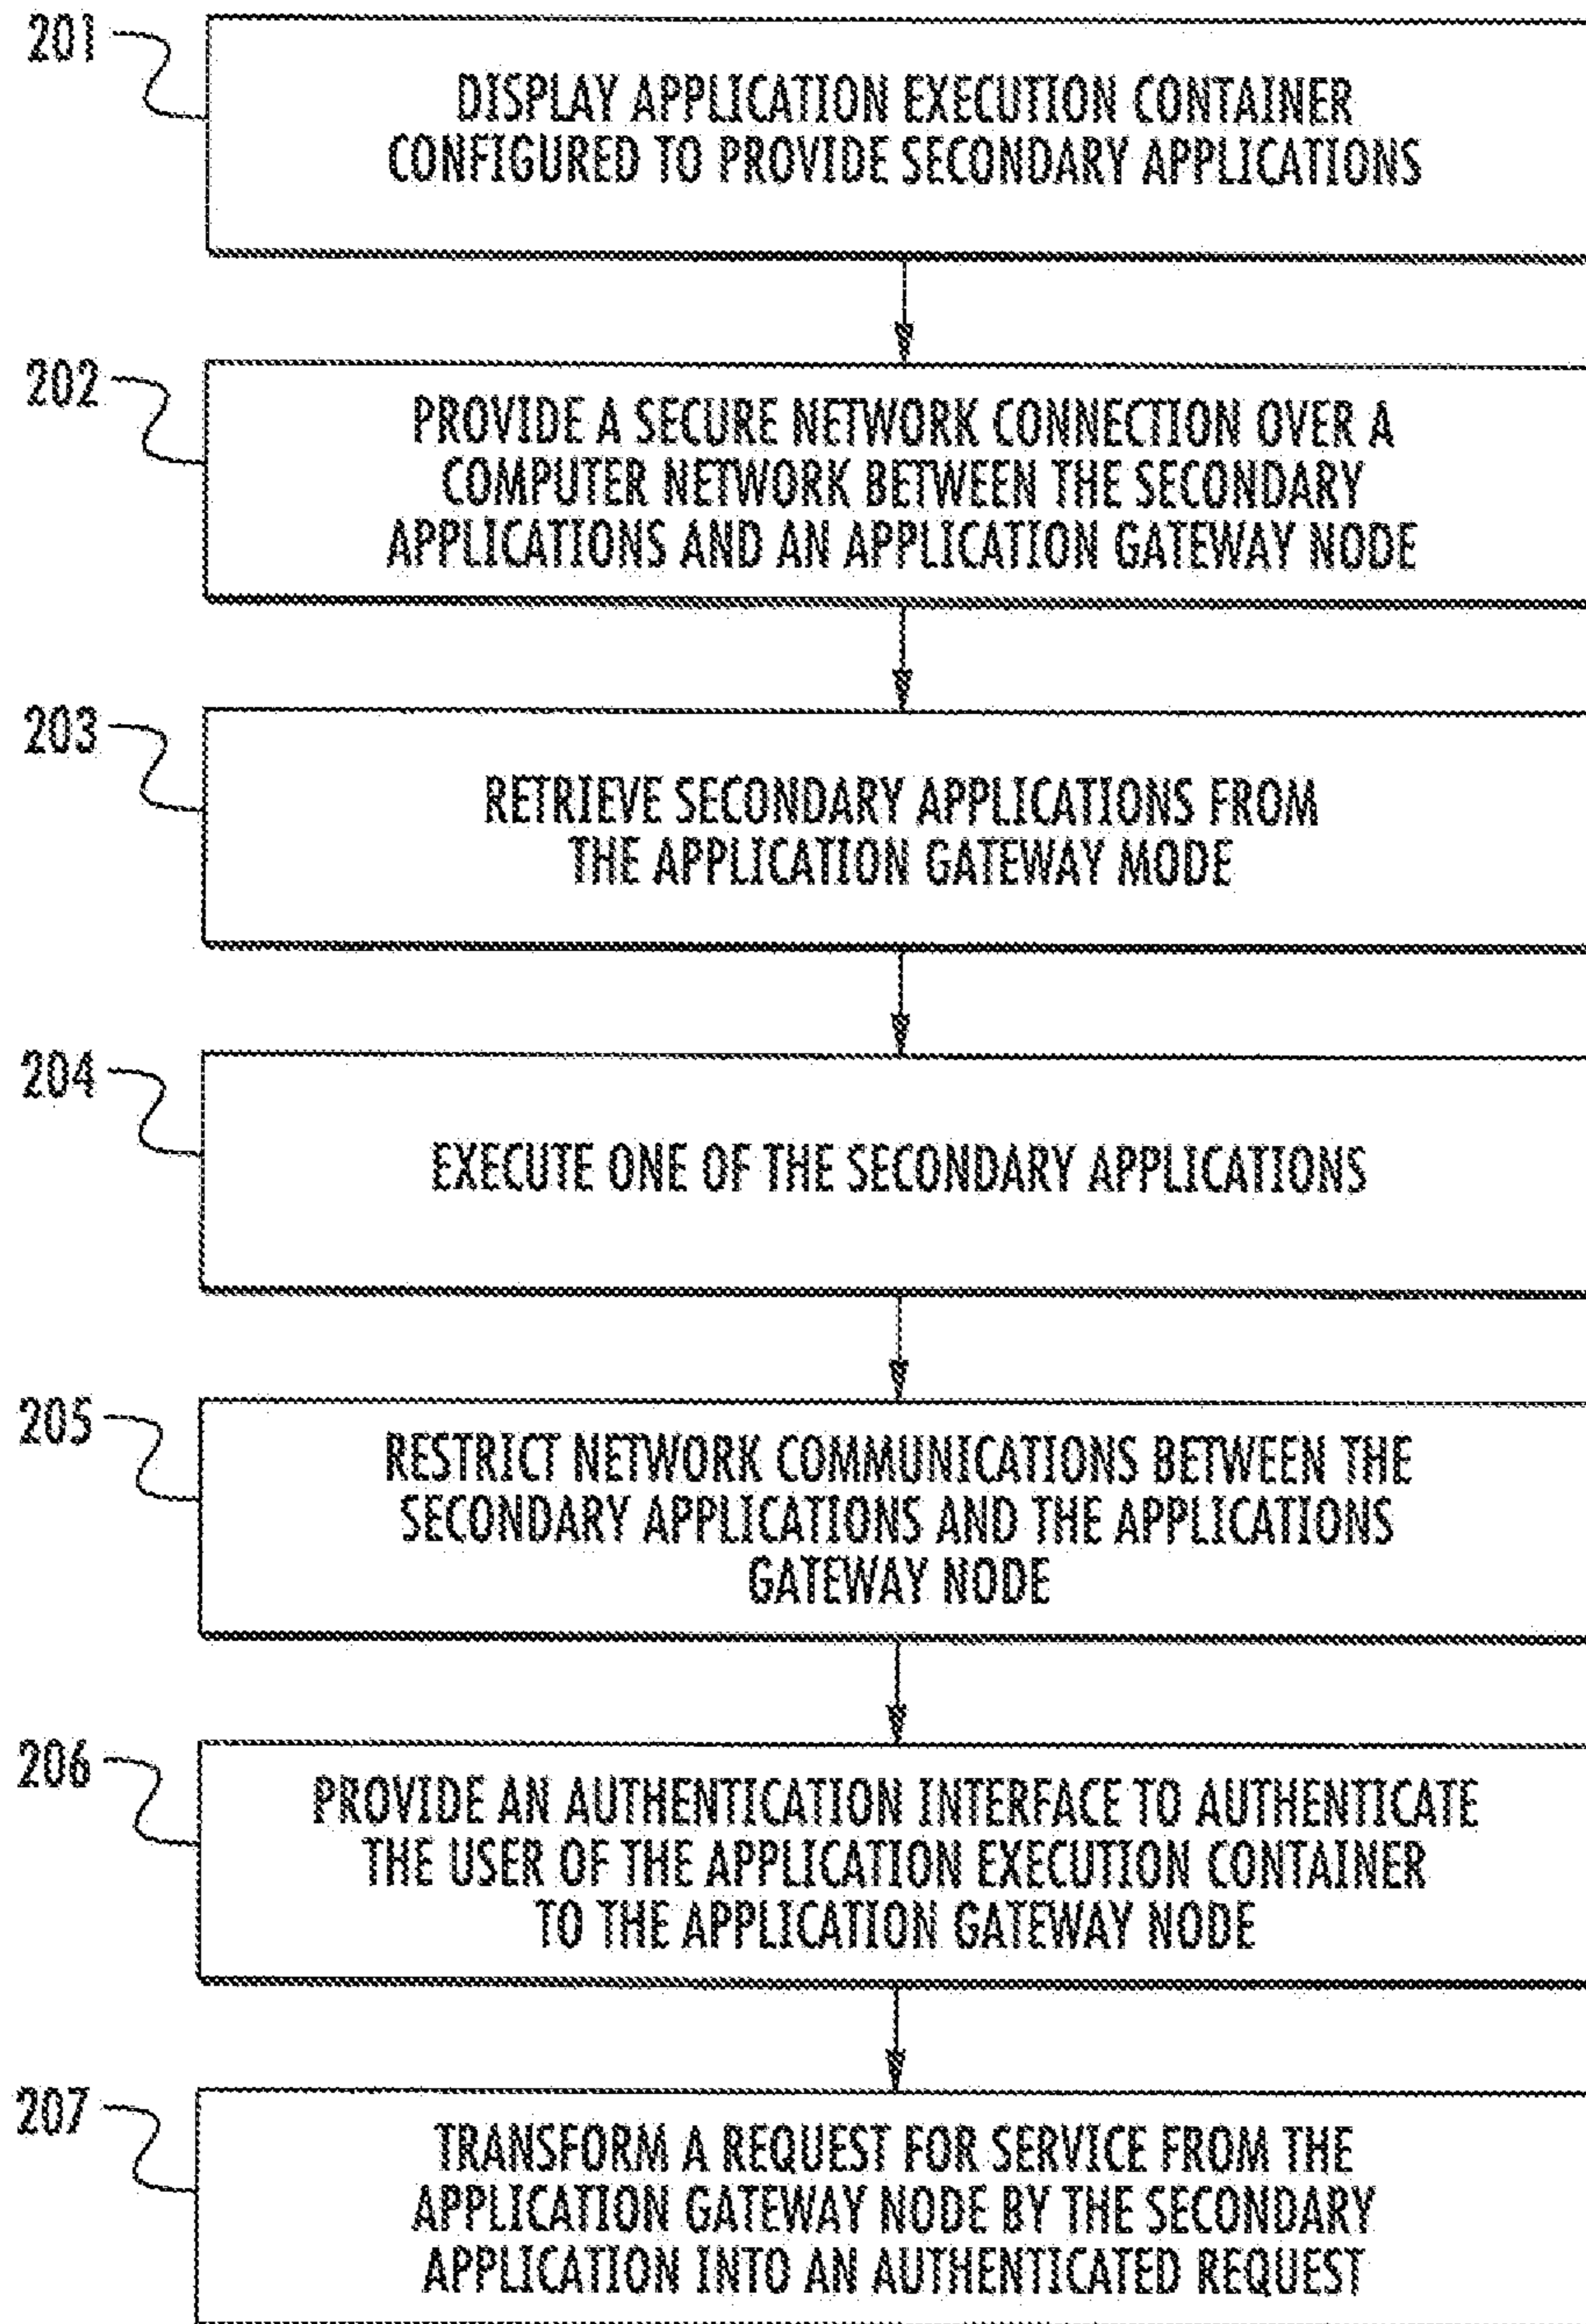 201
DISPLAY APPLICATION EXECUTION CONTAINER
CONFIGURED TO PROVIDE SECONDARY APPLICATIONS
202
PROVIDE A SECURE NETWORK CONNECTION OVER A
COMPUTER NETWORK BETWEEN THE SECONDARY
APPLICATIONS AND AN APPLICATION GATEWAY NODE
203
RETRIEVE SECONDARY APPLICATIONS FROM
THE APPLICATION GATEWAY MODE
204
EXECUTE ONE OF THE SECONDARY APPLICATIONS
205
RESTRICT NETWORK COMMUNICATIONS BETWEEN THE
SECONDARY APPLICATIONS AND THE APPLICATIONS
GATEWAY NODE
206
PROVIDE AN AUTHENTICATION INTERFACE TO AUTHENTICATE
THE USER OF THE APPLICATION EXECUTION CONTAINER
TO THE APPLICATION GATEWAY NODE
207
TRANSFORM A REQUEST FOR SERVICE FROM THE
APPLICATION GATEWAY NODE BY THE SECONDARY
APPLICATION INTO AN AUTHENTICATED REQUEST